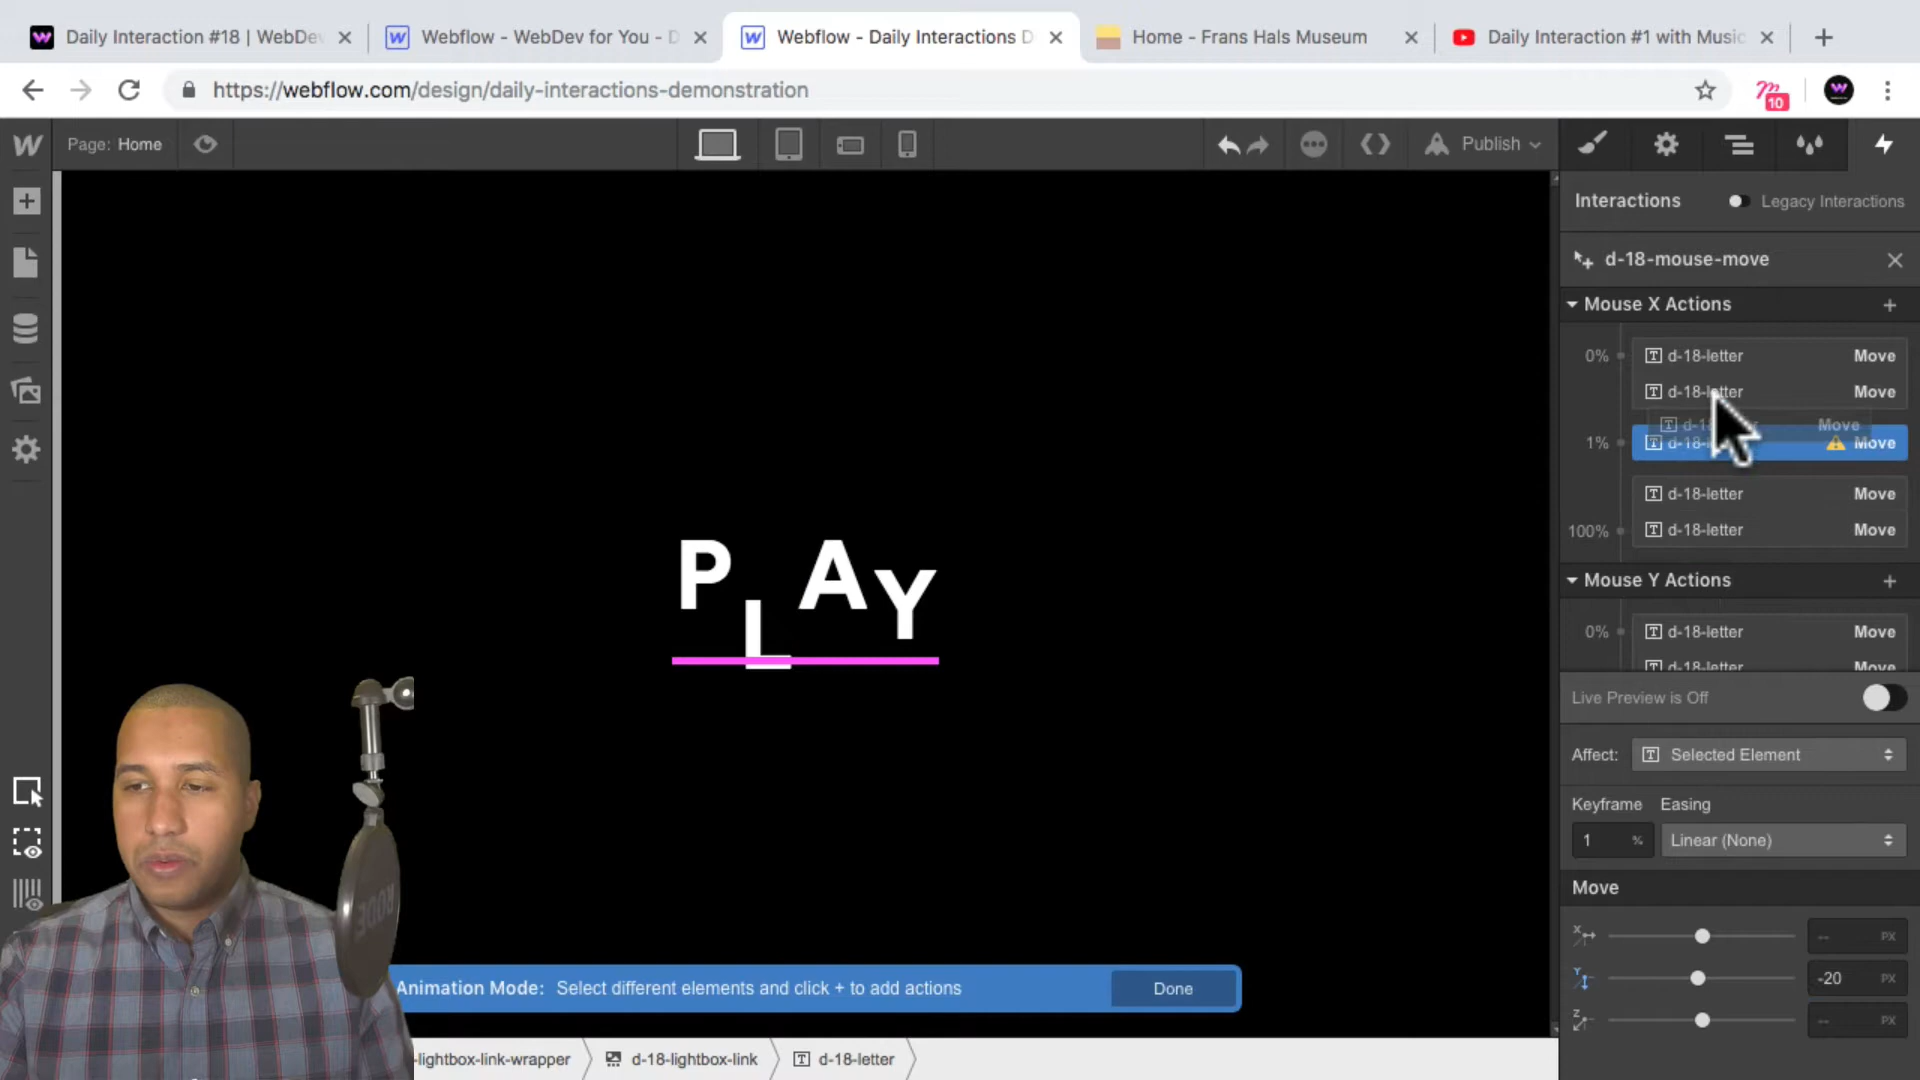 Daily Interaction #18 | WebDev
Webflow - WebDev for You - D
Webflow - Daily Interactions D
Home - Frans Hals Museum
Daily Interaction #1 with Music
https://webflow.com/design/daily-interactions-demonstration
10
Page: Home
Publish
Interactions
Legacy Interactions
d-18-mouse-move
Mouse X Actions
0%
d-18-letter
Move
d-18-letter
Move
Move
1%
Move
d-18-letter
Move
100%
d-18-letter
Move
Mouse Y Actions
0%
d-18-letter
Move
d-18-letter
Move
Live Preview is Off
Affect:
Selected Element
Keyframe
Easing
1
%
Linear (None)
Move
X
--
PX
Y
-20
PX
Z
--
PX
PLAY
RODE
Animation Mode: Select different elements and click + to add actions
Done
-lightbox-link-wrapper
d-18-lightbox-link
d-18-letter